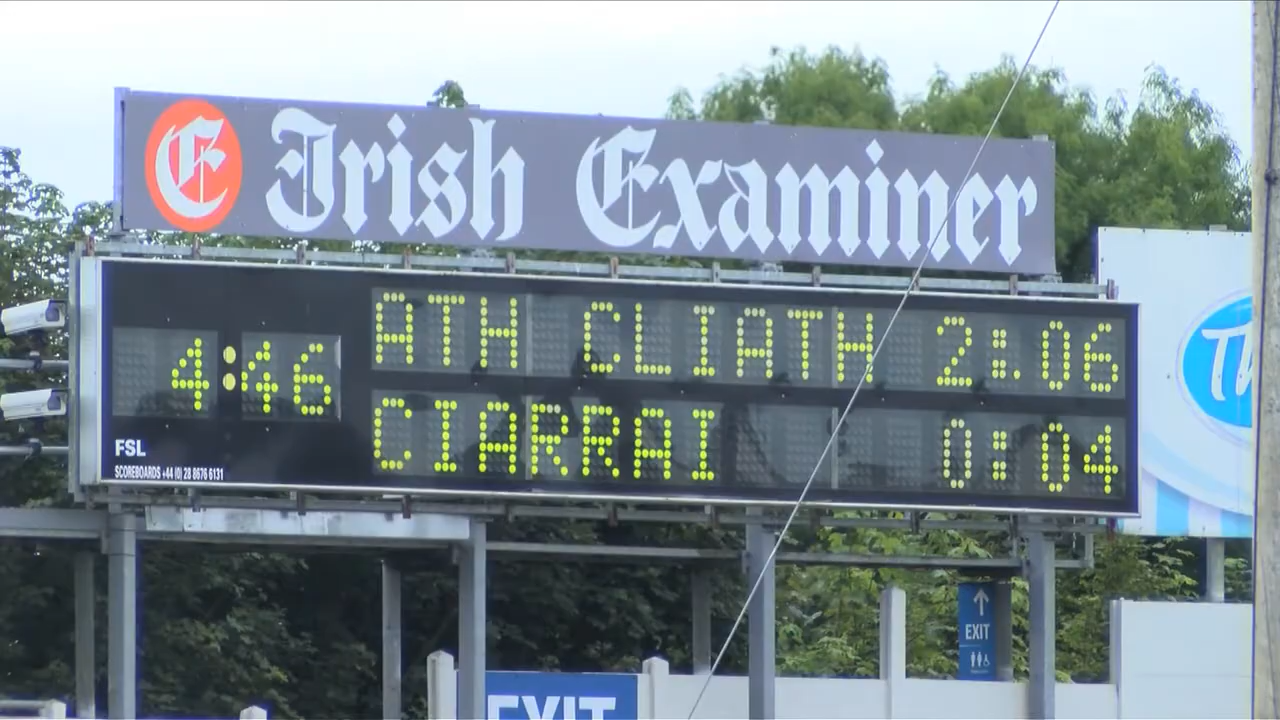 E Irish Examiner
ATH CLIATH 2:06
4:46
CIARRAI 0:04
FSL
SCOREBOARDS +44 (0) 28 8676 6131
EXIT
EXIT